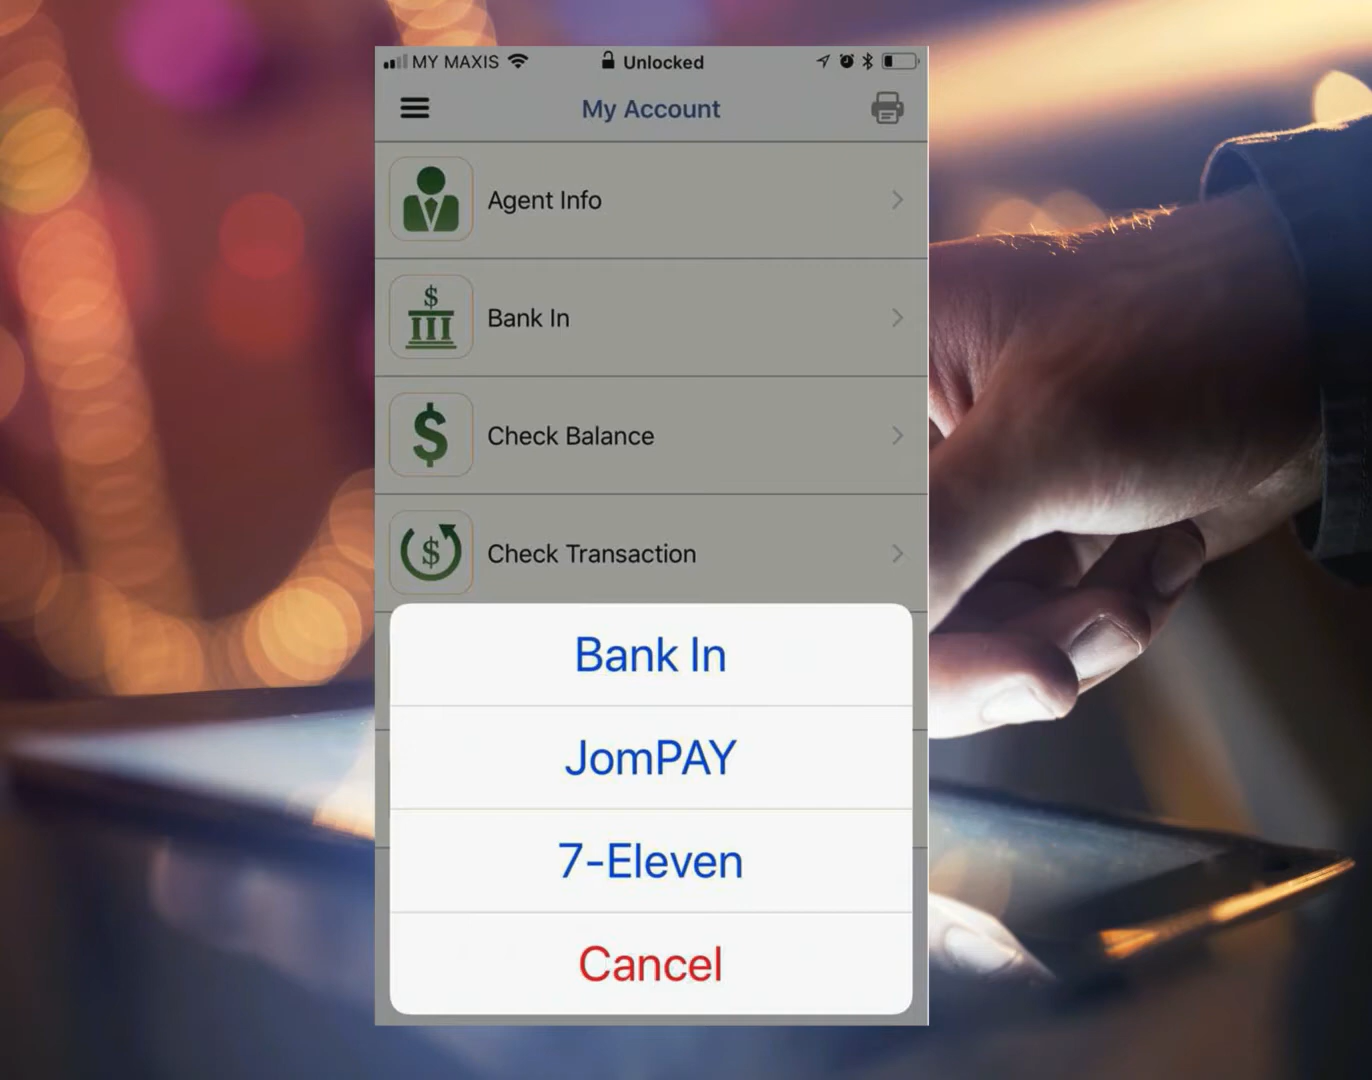 MY MAXIS
Unlocked
My Account
Agent Info
$
Bank In
$
Check Balance
$
Check Transaction
Bank In
JomPAY
7-Eleven
Cancel